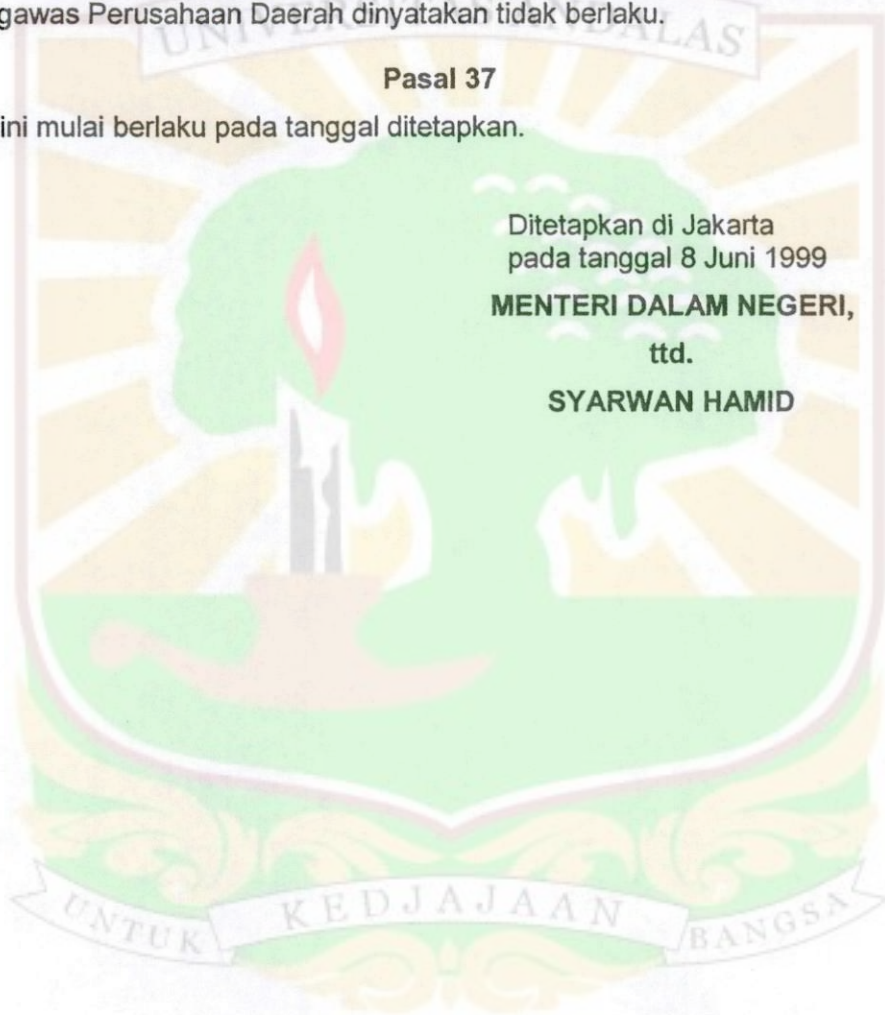 gawas Perusahaan Daerah dinyatakan tidak berlaku.
Pasal 37
ini mulai berlaku pada tanggal ditetapkan.
Ditetapkan di Jakarta
pada tanggal 8 Juni 1999
MENTERI DALAM NEGERI,
ttd.
SYARWAN HAMID
UNTUK KEDJAJAAN BANGSA